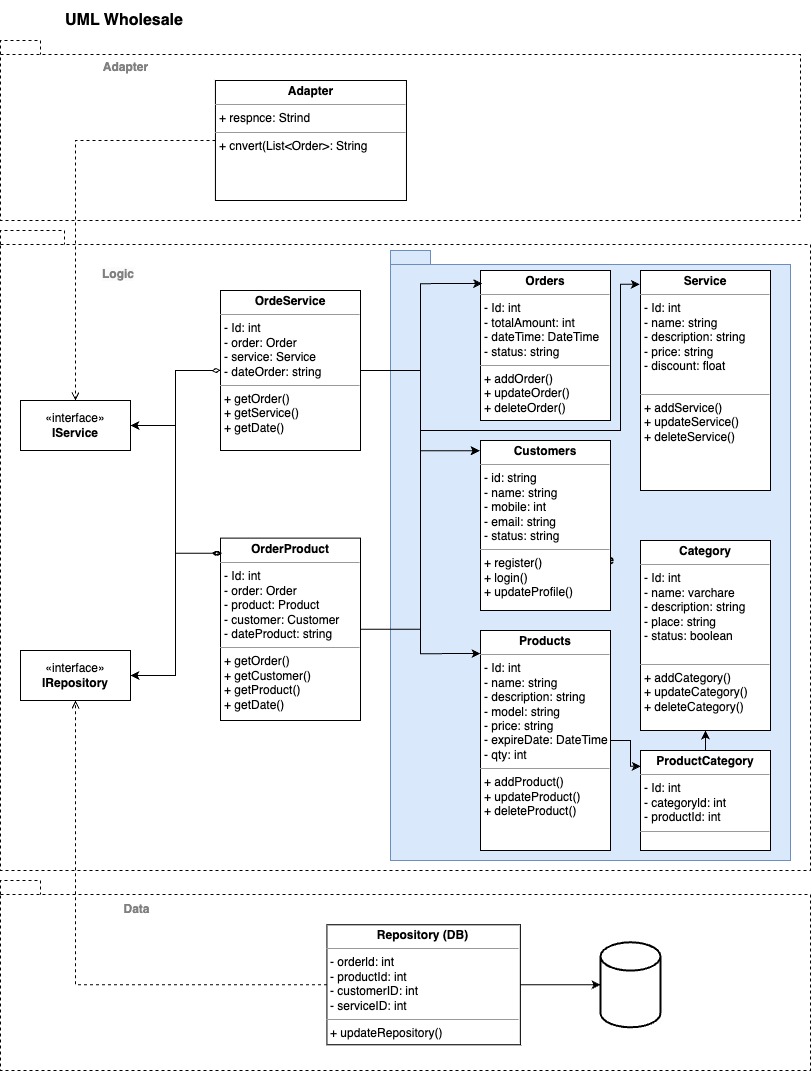 UML Wholesale
Adapter
Adapter
+ respnce: Strind
+ cnvert(List<Order>: String
Logic
OrdeService
- Id: int
- order: Order
- service: Service
- dateOrder: string
+ getOrder()
+ getService()
+ getDate()
«interface»
IService
OrderProduct
- Id: int
- order: Order
- product: Product
- customer: Customer
- dateProduct: string
+ getOrder()
+ getCustomer()
+ getProduct()
+ getDate()
«interface»
IRepository
Orders
- Id: int
- totalAmount: int
- dateTime: DateTime
- status: string
+ addOrder()
+ updateOrder()
+ deleteOrder()
Service
- Id: int
- name: string
- description: string
- price: string
- discount: float
+ addService()
+ updateService()
+ deleteService()
Customers
- id: string
- name: string
- mobile: int
- email: string
- status: string
+ register()
+ login()
+ updateProfile()
Category
- Id: int
- name: varchare
- description: string
- place: string
- status: boolean
+ addCategory()
+ updateCategory()
+ deleteCategory()
Products
- Id: int
- name: string
- description: string
- model: string
- price: string
- expireDate: DateTime
- qty: int
+ addProduct()
+ updateProduct()
+ deleteProduct()
ProductCategory
- Id: int
- categoryId: int
- productId: int
Data
Repository (DB)
- orderId: int
- productId: int
- customerID: int
- serviceID: int
+ updateRepository()